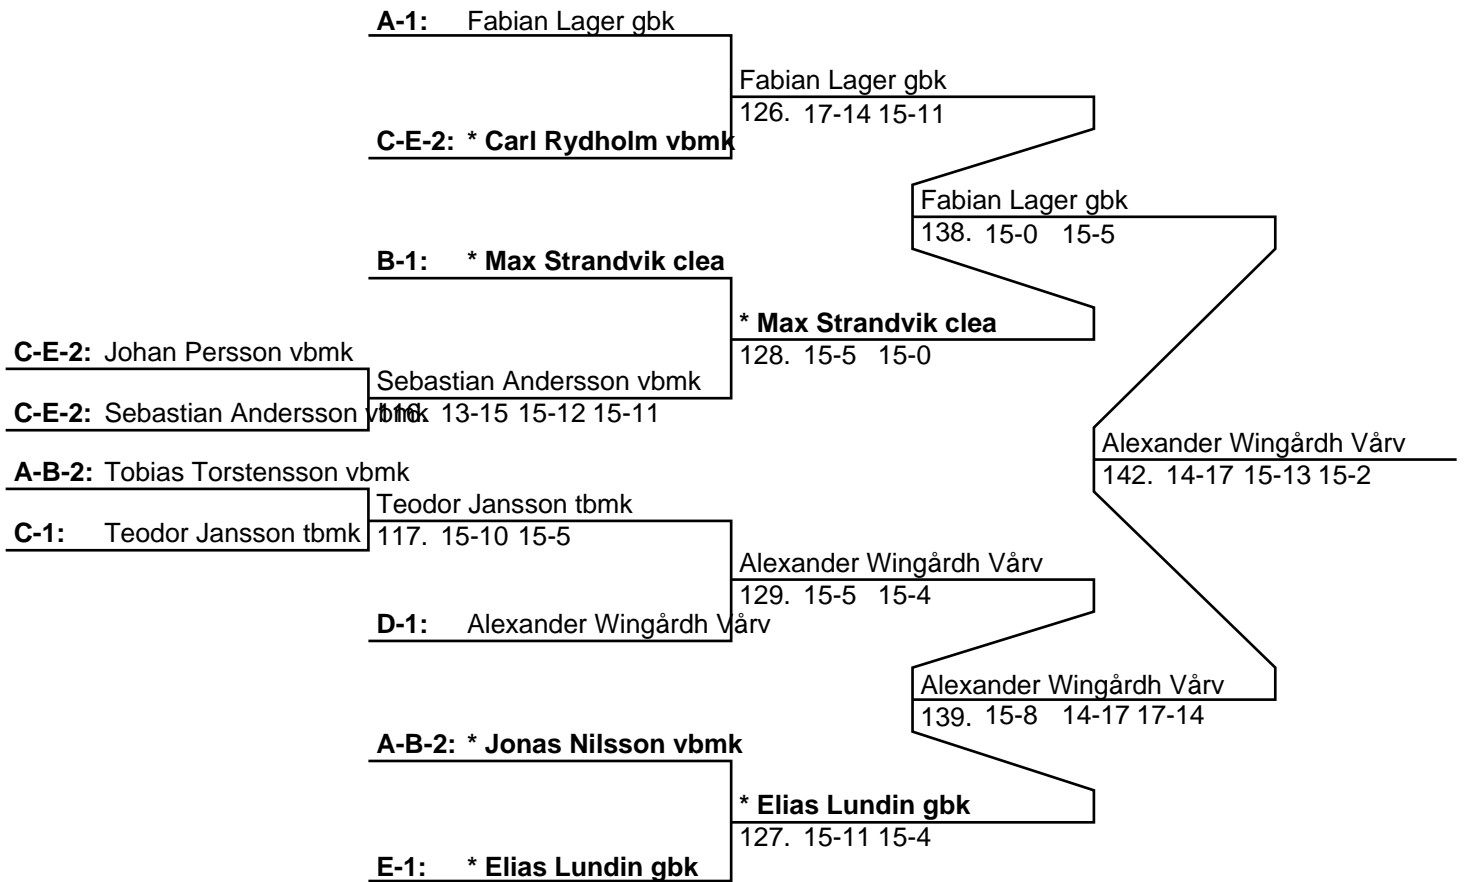 A-1: Fabian Lager gbk
Fabian Lager gbk
126. 17-14 15-11
C-E-2: * Carl Rydholm vbmk
Fabian Lager gbk
138. 15-0 15-5
B-1: * Max Strandvik clea
* Max Strandvik clea
128. 15-5 15-0
C-E-2: Johan Persson vbmk
Sebastian Andersson vbmk
116. 13-15 15-12 15-11
C-E-2: Sebastian Andersson vbmk
Alexander Wingårdh Vårv
142. 14-17 15-13 15-2
A-B-2: Tobias Torstensson vbmk
Teodor Jansson tbmk
117. 15-10 15-5
C-1: Teodor Jansson tbmk
Alexander Wingårdh Vårv
129. 15-5 15-4
D-1: Alexander Wingårdh Vårv
Alexander Wingårdh Vårv
139. 15-8 14-17 17-14
A-B-2: * Jonas Nilsson vbmk
* Elias Lundin gbk
127. 15-11 15-4
E-1: * Elias Lundin gbk